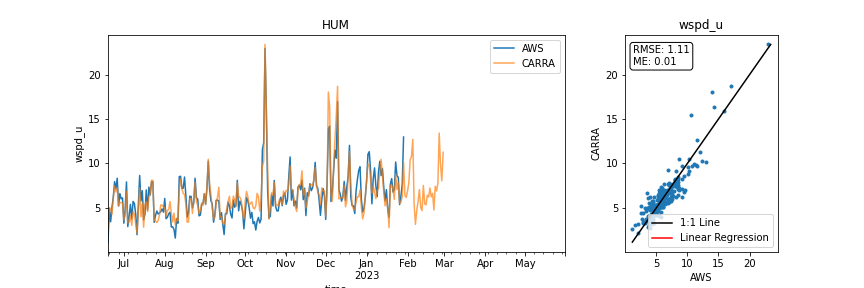 HUM
wspd_u
AWS
CARRA
20
15
10
5
wspd_u
Jul
Aug
Sep
Oct
Nov
Dec
Jan
2023
Feb
Mar
Apr
May
time
wspd_u
RMSE: 1.11
ME: 0.01
20
15
10
5
CARRA
1:1 Line
Linear Regression
5
10
15
20
AWS